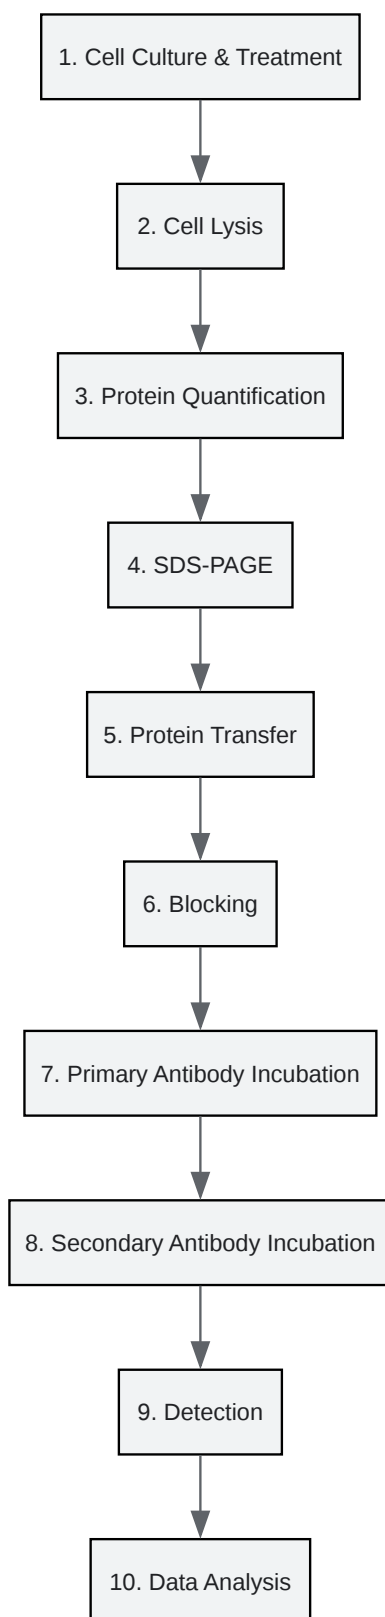 1. Cell Culture & Treatment
2. Cell Lysis
3. Protein Quantification
4. SDS-PAGE
5. Protein Transfer
6. Blocking
7. Primary Antibody Incubation
8. Secondary Antibody Incubation
9. Detection
10. Data Analysis